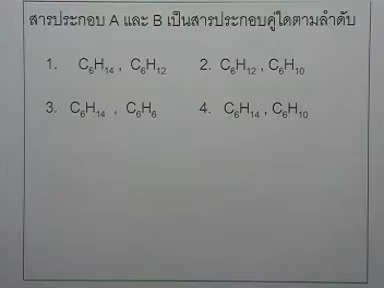 สารประกอบ A และ B เป็นสารประกอบคู่ใดตามลำดับ
1. C₆H₁₄ , C₆H₁₂ 2. C₆H₁₂ , C₆H₁₀
3. C₆H₁₄ , C₆H₆ 4. C₆H₁₄ , C₆H₁₀